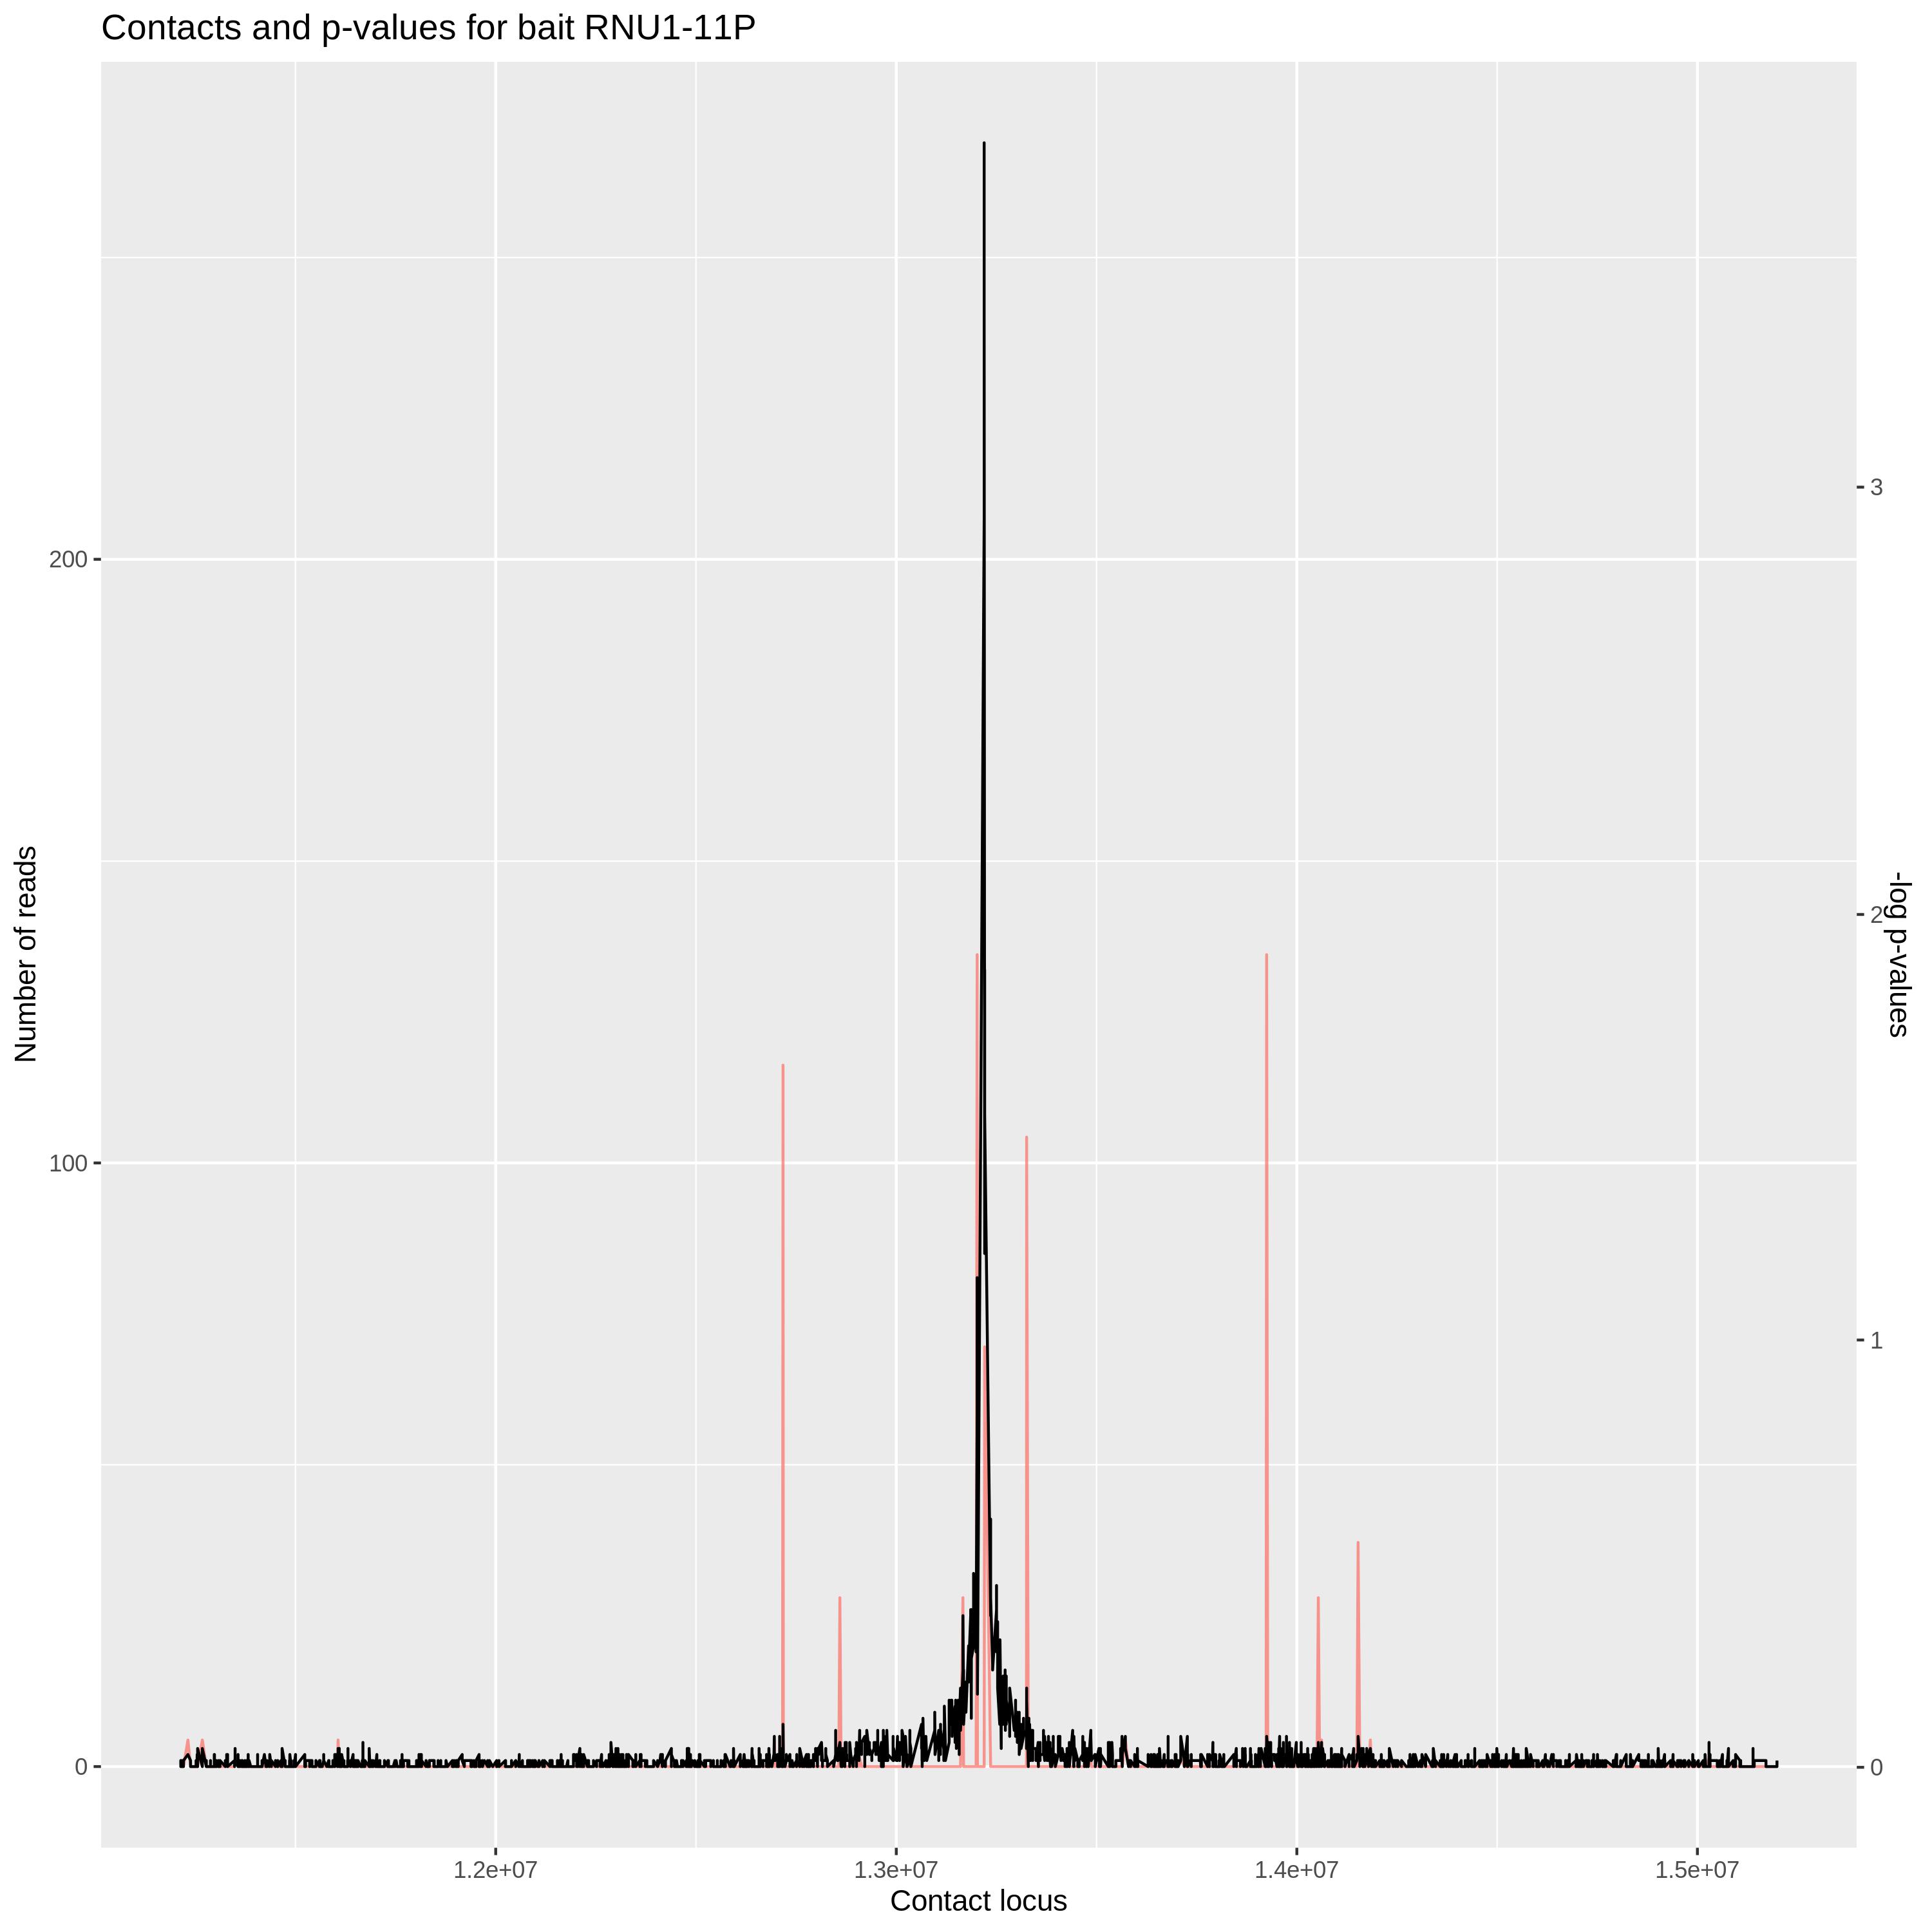 Contacts and p-values for bait RNU1-11P
Number of reads
200
100
0
3
2
1
0
-log p-values
1.2e+07
1.3e+07
1.4e+07
1.5e+07
Contact locus